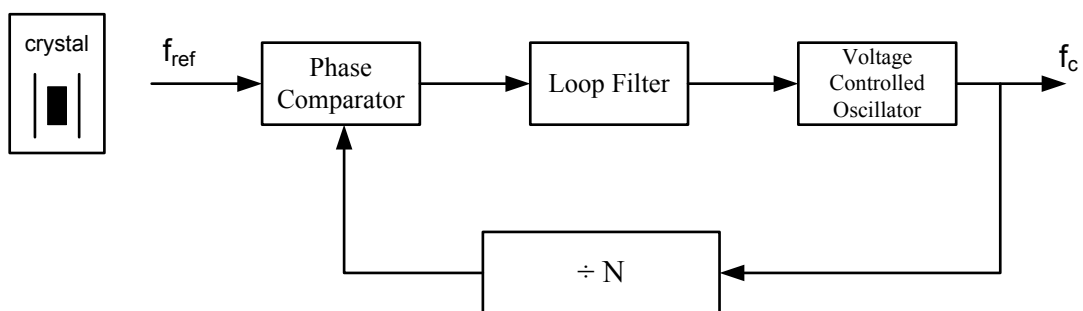 crystal
f_ref
Phase
Comparator
Loop Filter
Voltage
Controlled
Oscillator
f_c
÷ N